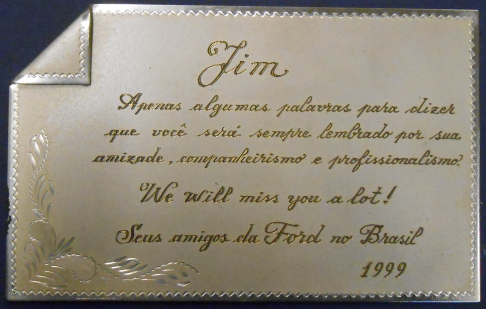 Jim
Apenas algumas palavras para dizer
que você será sempre lembrado por sua
amizade, companheirismo e profissionalismo.
We will miss you a lot!
Seus amigos da Ford no Brasil
1999